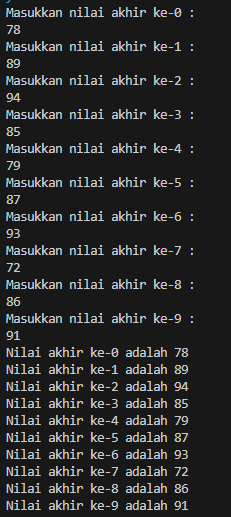 Masukkan nilai akhir ke-0 :
78
Masukkan nilai akhir ke-1 :
89
Masukkan nilai akhir ke-2 :
94
Masukkan nilai akhir ke-3 :
85
Masukkan nilai akhir ke-4 :
79
Masukkan nilai akhir ke-5 :
87
Masukkan nilai akhir ke-6 :
93
Masukkan nilai akhir ke-7 :
72
Masukkan nilai akhir ke-8 :
86
Masukkan nilai akhir ke-9 :
91
Nilai akhir ke-0 adalah 78
Nilai akhir ke-1 adalah 89
Nilai akhir ke-2 adalah 94
Nilai akhir ke-3 adalah 85
Nilai akhir ke-4 adalah 79
Nilai akhir ke-5 adalah 87
Nilai akhir ke-6 adalah 93
Nilai akhir ke-7 adalah 72
Nilai akhir ke-8 adalah 86
Nilai akhir ke-9 adalah 91